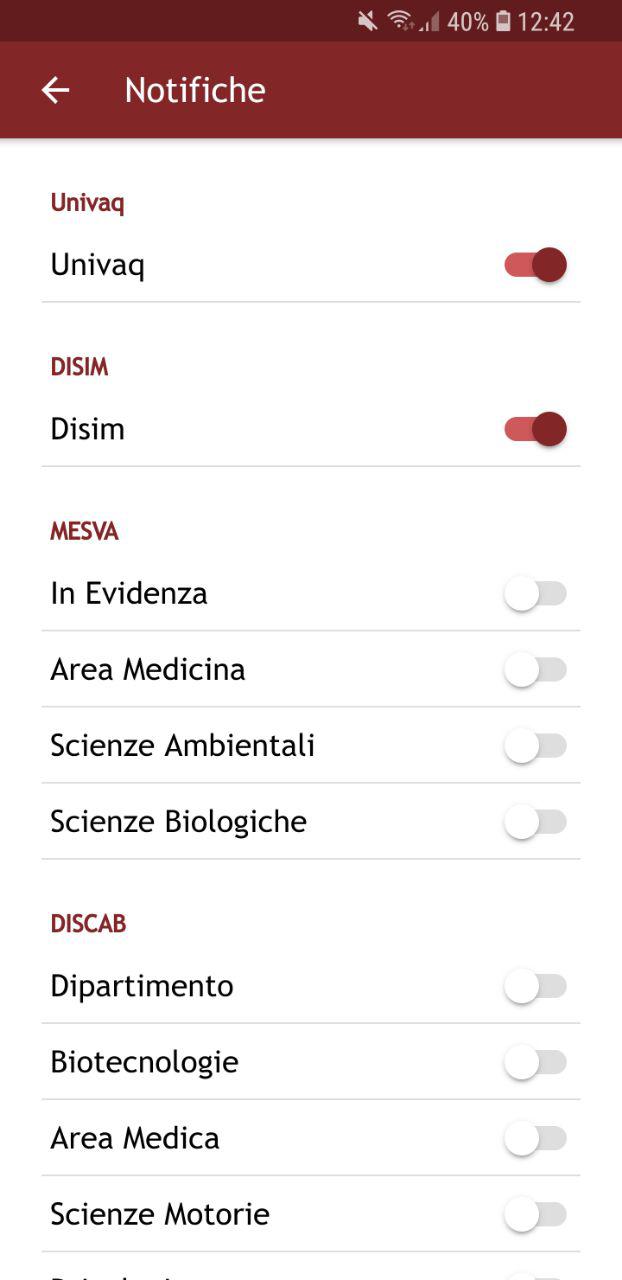 40% 12:42
Notifiche
Univaq
Univaq
DISIM
Disim
MESVA
In Evidenza
Area Medicina
Scienze Ambientali
Scienze Biologiche
DISCAB
Dipartimento
Biotecnologie
Area Medica
Scienze Motorie